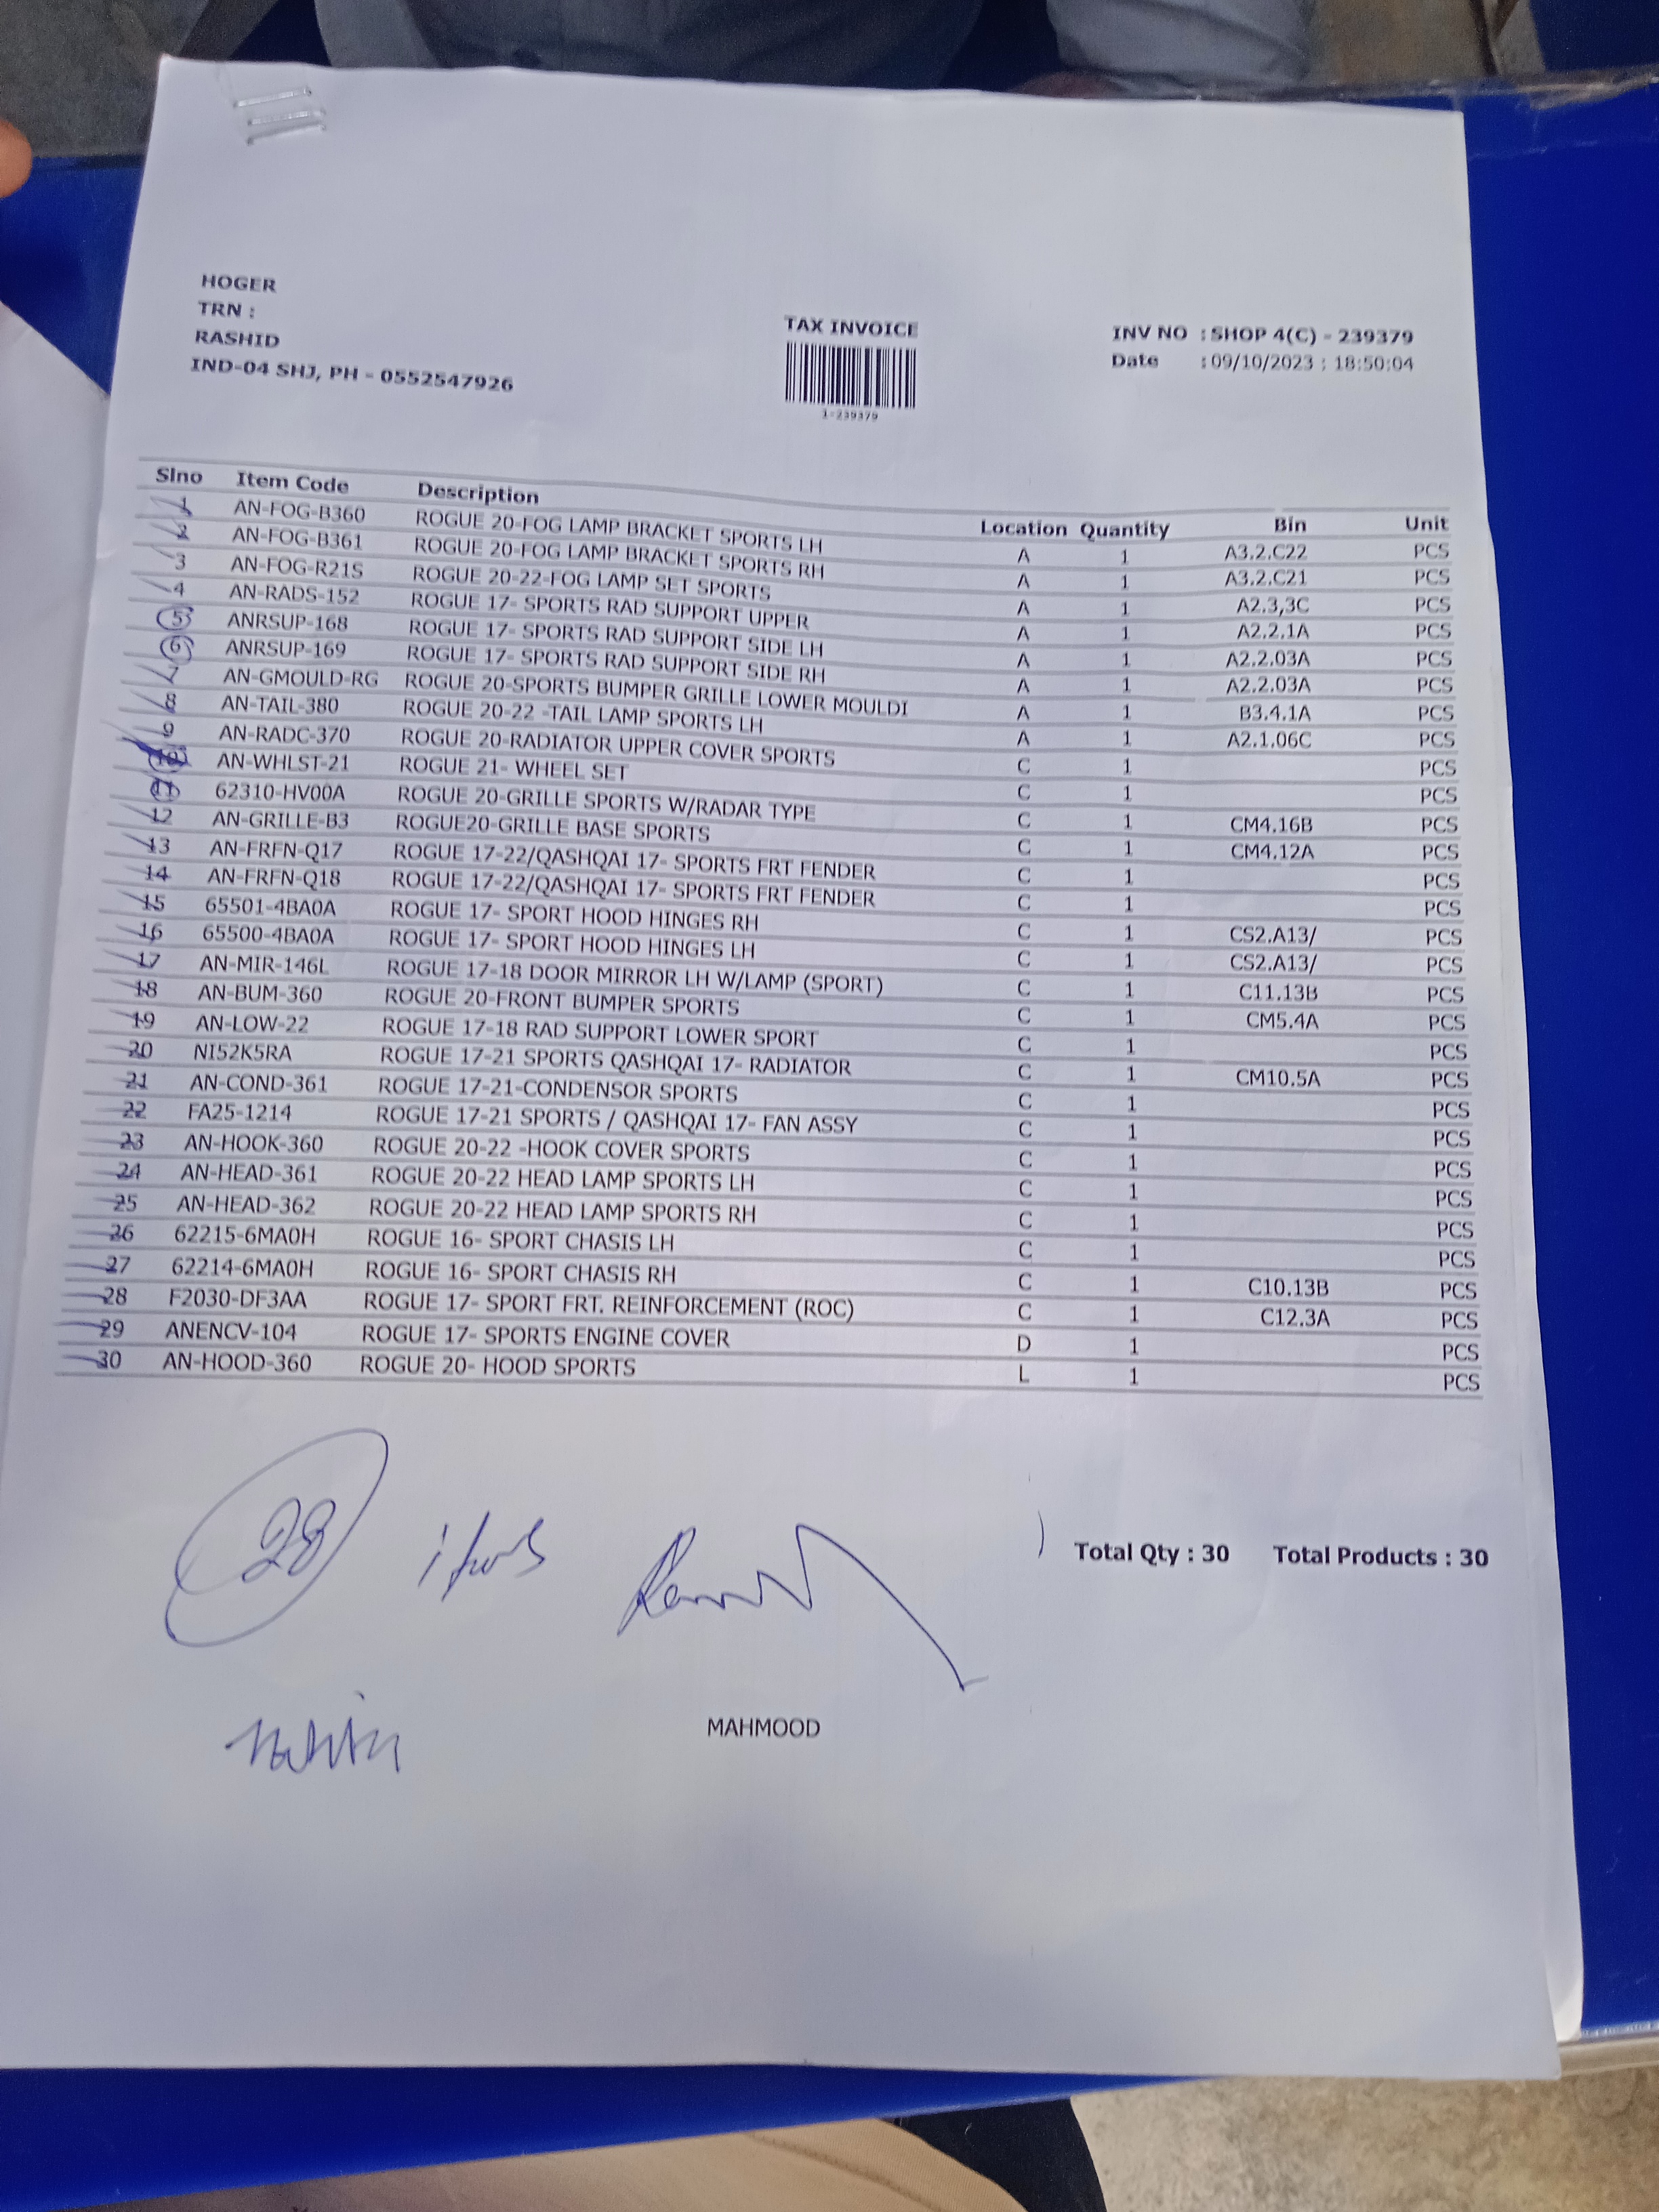 HOGER
TRN :
RASHID
IND-04 SHJ, PH - 0552547926
TAX INVOICE
1-239379
INV NO : SHOP 4(C) - 239379
Date : 09/10/2023 : 18:50:04
Slno Item Code Description Location Quantity Bin Unit
1 AN-FOG-B360 ROGUE 20-FOG LAMP BRACKET SPORTS LH A 1 A3.2.C22 PCS
2 AN-FOG-B361 ROGUE 20-FOG LAMP BRACKET SPORTS RH A 1 A3.2.C21 PCS
3 AN-FOG-R21S ROGUE 20-22-FOG LAMP SET SPORTS A 1 A2.3,3C PCS
4 AN-RADS-152 ROGUE 17- SPORTS RAD SUPPORT UPPER A 1 A2.2.1A PCS
5 ANRSUP-168 ROGUE 17- SPORTS RAD SUPPORT SIDE LH A 1 A2.2.03A PCS
6 ANRSUP-169 ROGUE 17- SPORTS RAD SUPPORT SIDE RH A 1 A2.2.03A PCS
7 AN-GMOULD-RG ROGUE 20-SPORTS BUMPER GRILLE LOWER MOULDI A 1 B3.4.1A PCS
8 AN-TAIL-380 ROGUE 20-22 -TAIL LAMP SPORTS LH A 1 A2.1.06C PCS
9 AN-RADC-370 ROGUE 20-RADIATOR UPPER COVER SPORTS C 1 PCS
10 AN-WHLST-21 ROGUE 21- WHEEL SET C 1 PCS
11 62310-HV00A ROGUE 20-GRILLE SPORTS W/RADAR TYPE C 1 CM4.16B PCS
12 AN-GRILLE-B3 ROGUE20-GRILLE BASE SPORTS C 1 CM4.12A PCS
13 AN-FRFN-Q17 ROGUE 17-22/QASHQAI 17- SPORTS FRT FENDER C 1 PCS
14 AN-FRFN-Q18 ROGUE 17-22/QASHQAI 17- SPORTS FRT FENDER C 1 PCS
15 65501-4BA0A ROGUE 17- SPORT HOOD HINGES RH C 1 CS2.A13/ PCS
16 65500-4BA0A ROGUE 17- SPORT HOOD HINGES LH C 1 CS2.A13/ PCS
17 AN-MIR-146L ROGUE 17-18 DOOR MIRROR LH W/LAMP (SPORT) C 1 C11.13B PCS
18 AN-BUM-360 ROGUE 20-FRONT BUMPER SPORTS C 1 CM5.4A PCS
19 AN-LOW-22 ROGUE 17-18 RAD SUPPORT LOWER SPORT C 1 PCS
20 NI52K5RA ROGUE 17-21 SPORTS QASHQAI 17- RADIATOR C 1 CM10.5A PCS
21 AN-COND-361 ROGUE 17-21-CONDENSOR SPORTS C 1 PCS
22 FA25-1214 ROGUE 17-21 SPORTS / QASHQAI 17- FAN ASSY C 1 PCS
23 AN-HOOK-360 ROGUE 20-22 -HOOK COVER SPORTS C 1 PCS
24 AN-HEAD-361 ROGUE 20-22 HEAD LAMP SPORTS LH C 1 PCS
25 AN-HEAD-362 ROGUE 20-22 HEAD LAMP SPORTS RH C 1 PCS
26 62215-6MA0H ROGUE 16- SPORT CHASIS LH C 1 PCS
27 62214-6MA0H ROGUE 16- SPORT CHASIS RH C 1 C10.13B PCS
28 F2030-DF3AA ROGUE 17- SPORT FRT. REINFORCEMENT (ROC) C 1 C12.3A PCS
29 ANENCV-104 ROGUE 17- SPORTS ENGINE COVER D 1 PCS
30 AN-HOOD-360 ROGUE 20- HOOD SPORTS L 1 PCS
28
Total Qty : 30 Total Products : 30
MAHMOOD